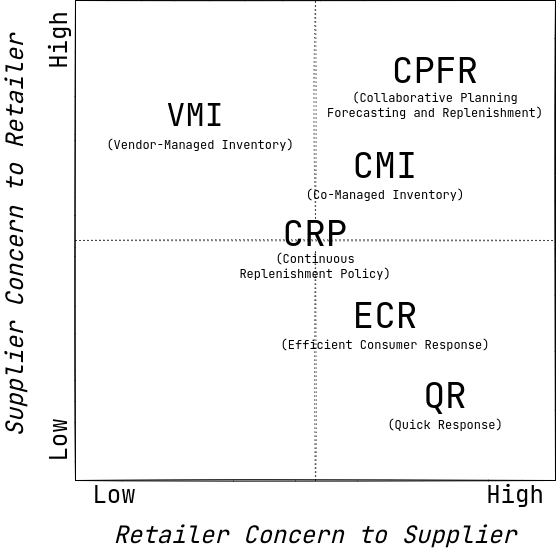 High
Supplier Concern to Retailer
Low
CPFR
(Collaborative Planning
Forecasting and Replenishment)
VMI
(Vendor-Managed Inventory)
CMI
(Co-Managed Inventory)
CRP
(Continuous
Replenishment Policy)
ECR
(Efficient Consumer Response)
QR
(Quick Response)
Low
High
Retailer Concern to Supplier